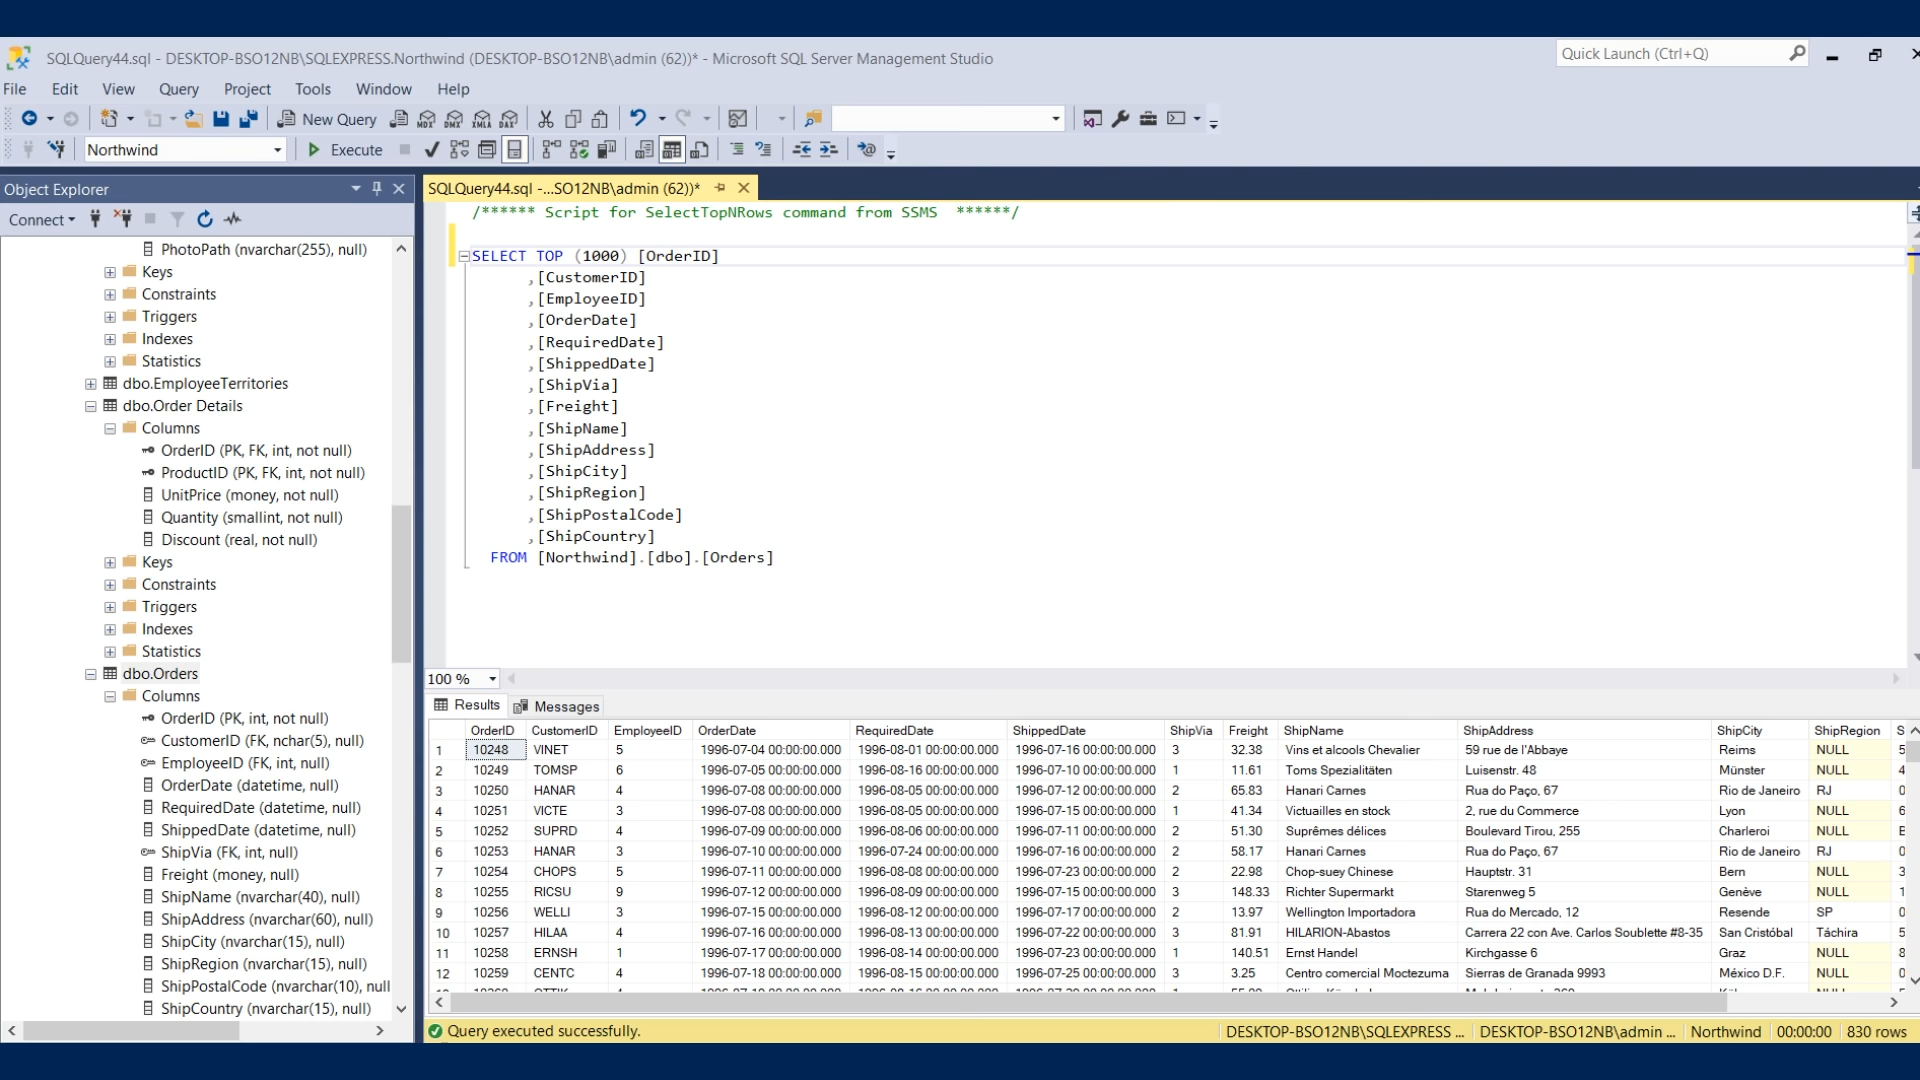 SQLQuery44.sql - DESKTOP-BSO12NB\SQLEXPRESS.Northwind (DESKTOP-BSO12NB\admin (62))* - Microsoft SQL Server Management Studio
Quick Launch (Ctrl+Q)
File Edit View Query Project Tools Window Help
New Query MDX DMX XMLA DAX
Northwind Execute
Object Explorer
Connect
PhotoPath (nvarchar(255), null)
Keys
Constraints
Triggers
Indexes
Statistics
dbo.EmployeeTerritories
dbo.Order Details
Columns
OrderID (PK, FK, int, not null)
ProductID (PK, FK, int, not null)
UnitPrice (money, not null)
Quantity (smallint, not null)
Discount (real, not null)
Keys
Constraints
Triggers
Indexes
Statistics
dbo.Orders
Columns
OrderID (PK, int, not null)
CustomerID (FK, nchar(5), null)
EmployeeID (FK, int, null)
OrderDate (datetime, null)
RequiredDate (datetime, null)
ShippedDate (datetime, null)
ShipVia (FK, int, null)
Freight (money, null)
ShipName (nvarchar(40), null)
ShipAddress (nvarchar(60), null)
ShipCity (nvarchar(15), null)
ShipRegion (nvarchar(15), null)
ShipPostalCode (nvarchar(10), null
ShipCountry (nvarchar(15), null)
SQLQuery44.sql -...SO12NB\admin (62))*
/****** Script for SelectTopNRows command from SSMS ******/
SELECT TOP (1000) [OrderID]
,[CustomerID]
,[EmployeeID]
,[OrderDate]
,[RequiredDate]
,[ShippedDate]
,[ShipVia]
,[Freight]
,[ShipName]
,[ShipAddress]
,[ShipCity]
,[ShipRegion]
,[ShipPostalCode]
,[ShipCountry]
FROM [Northwind].[dbo].[Orders]
100 %
Results Messages
OrderID CustomerID EmployeeID OrderDate RequiredDate ShippedDate ShipVia Freight ShipName ShipAddress ShipCity ShipRegion S
1 10248 VINET 5 1996-07-04 00:00:00.000 1996-08-01 00:00:00.000 1996-07-16 00:00:00.000 3 32.38 Vins et alcools Chevalier 59 rue de l'Abbaye Reims NULL 5
2 10249 TOMSP 6 1996-07-05 00:00:00.000 1996-08-16 00:00:00.000 1996-07-10 00:00:00.000 1 11.61 Toms Spezialitäten Luisenstr. 48 Münster NULL 4
3 10250 HANAR 4 1996-07-08 00:00:00.000 1996-08-05 00:00:00.000 1996-07-12 00:00:00.000 2 65.83 Hanari Carnes Rua do Paço, 67 Rio de Janeiro RJ 0
4 10251 VICTE 3 1996-07-08 00:00:00.000 1996-08-05 00:00:00.000 1996-07-15 00:00:00.000 1 41.34 Victuailles en stock 2, rue du Commerce Lyon NULL 6
5 10252 SUPRD 4 1996-07-09 00:00:00.000 1996-08-06 00:00:00.000 1996-07-11 00:00:00.000 2 51.30 Suprêmes délices Boulevard Tirou, 255 Charleroi NULL B
6 10253 HANAR 3 1996-07-10 00:00:00.000 1996-07-24 00:00:00.000 1996-07-16 00:00:00.000 2 58.17 Hanari Carnes Rua do Paço, 67 Rio de Janeiro RJ 0
7 10254 CHOPS 5 1996-07-11 00:00:00.000 1996-08-08 00:00:00.000 1996-07-23 00:00:00.000 2 22.98 Chop-suey Chinese Hauptstr. 31 Bern NULL 3
8 10255 RICSU 9 1996-07-12 00:00:00.000 1996-08-09 00:00:00.000 1996-07-15 00:00:00.000 3 148.33 Richter Supermarkt Starenweg 5 Genève NULL 1
9 10256 WELLI 3 1996-07-15 00:00:00.000 1996-08-12 00:00:00.000 1996-07-17 00:00:00.000 2 13.97 Wellington Importadora Rua do Mercado, 12 Resende SP 0
10 10257 HILAA 4 1996-07-16 00:00:00.000 1996-08-13 00:00:00.000 1996-07-22 00:00:00.000 3 81.91 HILARION-Abastos Carrera 22 con Ave. Carlos Soublette #8-35 San Cristóbal Táchira 5
11 10258 ERNSH 1 1996-07-17 00:00:00.000 1996-08-14 00:00:00.000 1996-07-23 00:00:00.000 1 140.51 Ernst Handel Kirchgasse 6 Graz NULL 8
12 10259 CENTC 4 1996-07-18 00:00:00.000 1996-08-15 00:00:00.000 1996-07-25 00:00:00.000 3 3.25 Centro comercial Moctezuma Sierras de Granada 9993 México D.F. NULL 0
Query executed successfully. DESKTOP-BSO12NB\SQLEXPRESS ... DESKTOP-BSO12NB\admin ... Northwind 00:00:00 830 rows